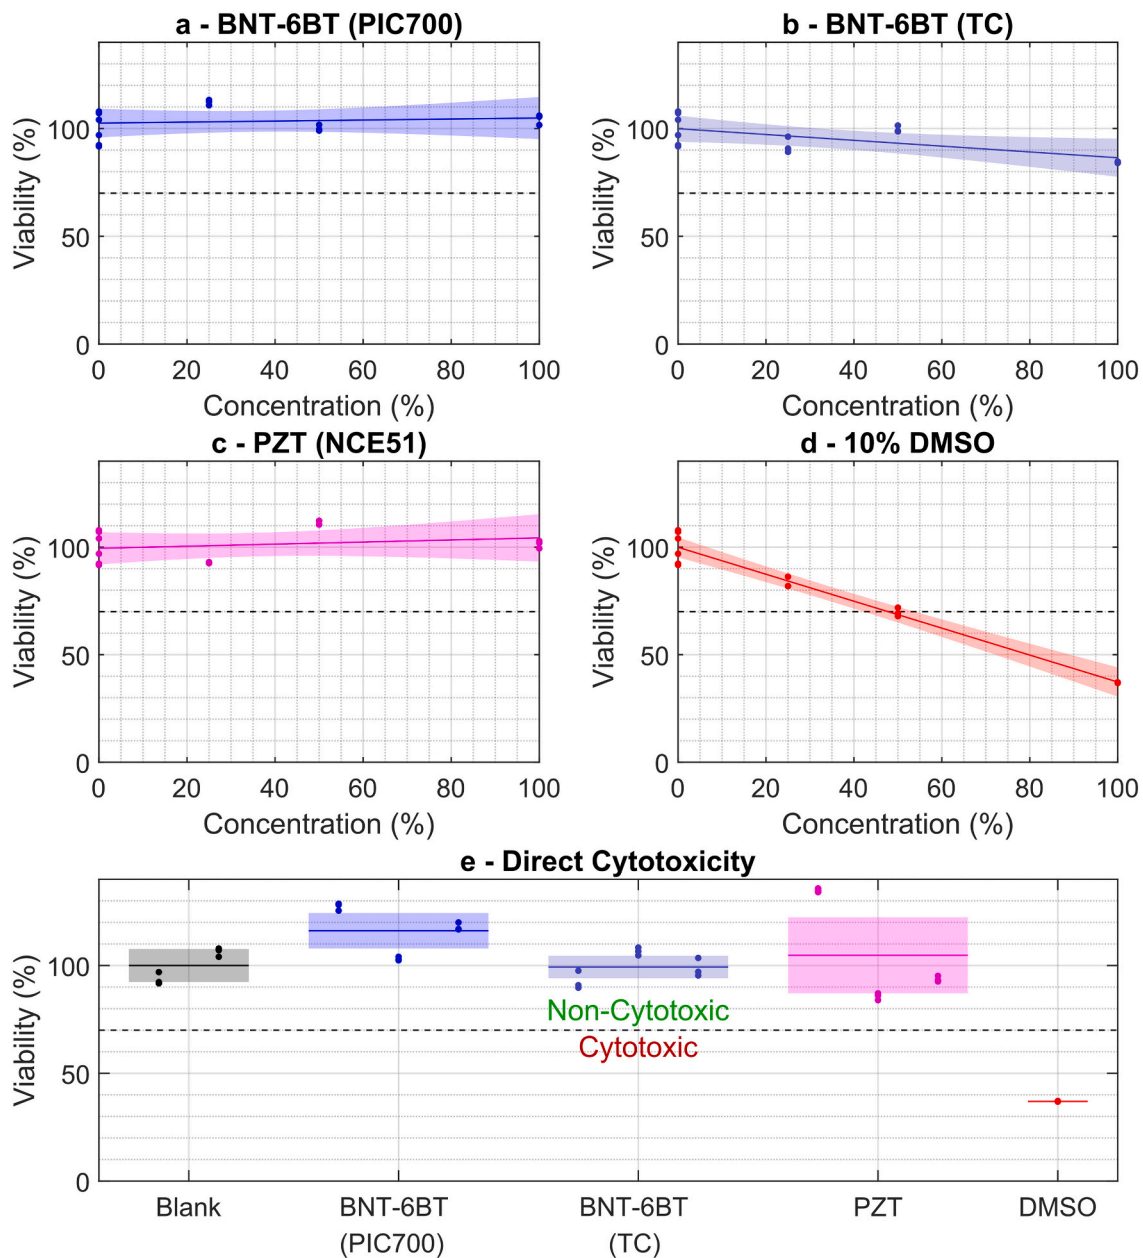 a - BNT-6BT (PIC700)
Viability (%)
100
50
0
0 20 40 60 80 100
Concentration (%)
b - BNT-6BT (TC)
Viability (%)
100
50
0
0 20 40 60 80 100
Concentration (%)
c - PZT (NCE51)
Viability (%)
100
50
0
0 20 40 60 80 100
Concentration (%)
d - 10% DMSO
Viability (%)
100
50
0
0 20 40 60 80 100
Concentration (%)
e - Direct Cytotoxicity
Viability (%)
100
50
0
Non-Cytotoxic
Cytotoxic
Blank
BNT-6BT
(PIC700)
BNT-6BT
(TC)
PZT
DMSO